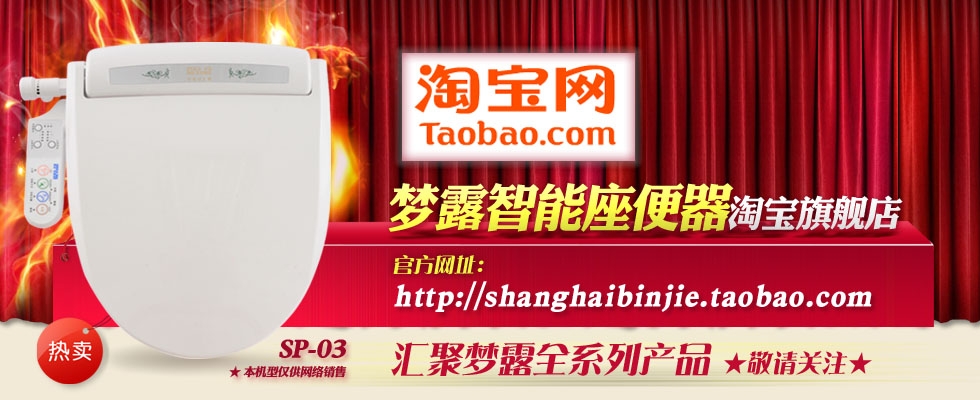 淘宝网
Taobao.com
梦露智能座便器淘宝旗舰店
官方网址：
http://shanghaibinjie.taobao.com
热卖
SP-03
★ 本机型仅供网络销售
汇聚梦露全系列产品 ★敬请关注★